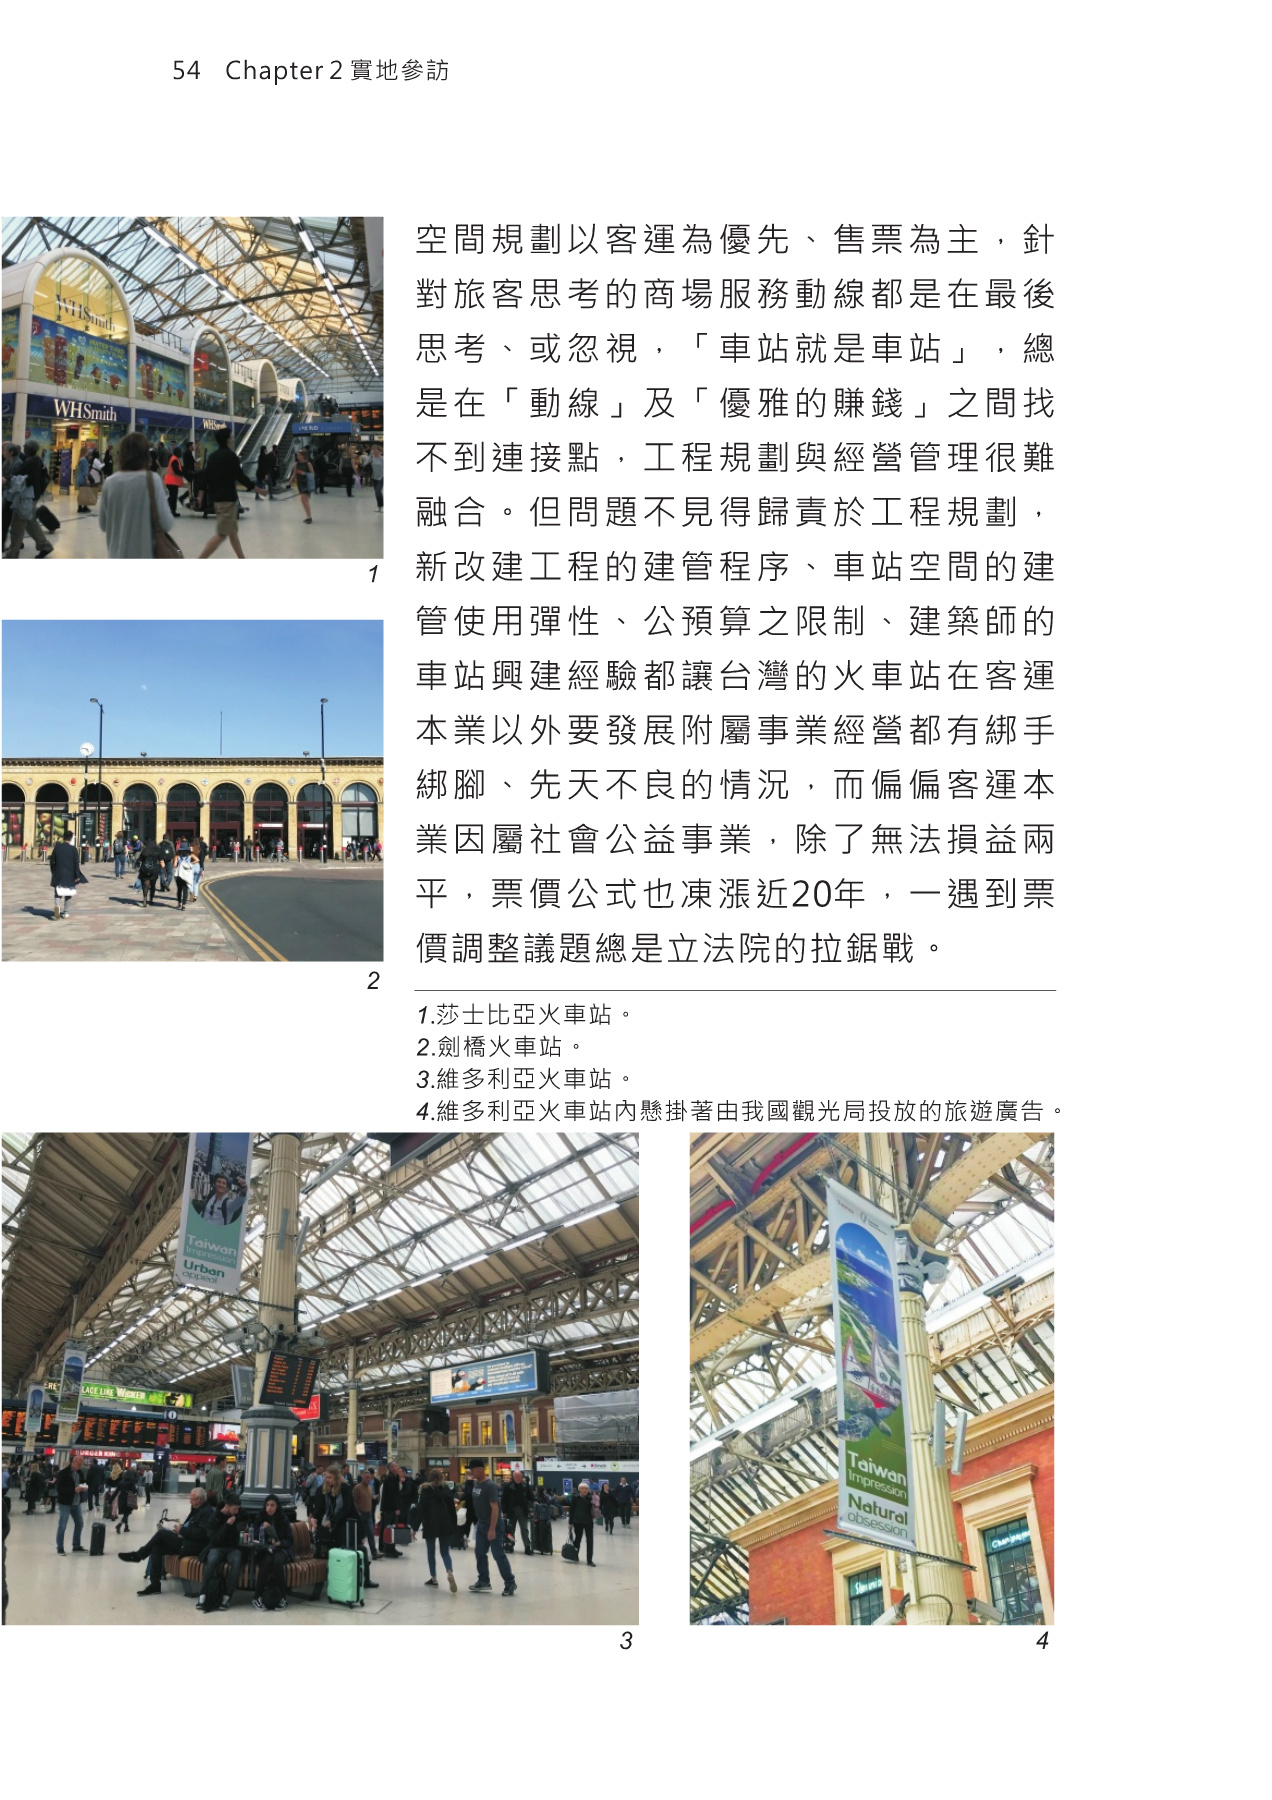 54 Chapter 2 實地參訪
空間規劃以客運為優先、售票為主，針
對旅客思考的商場服務動線都是在最後
思考、或忽視，「車站就是車站」，總
是在「動線」及「優雅的賺錢」之間找
不到連接點，工程規劃與經營管理很難
融合。但問題不見得歸責於工程規劃，
新改建工程的建管程序、車站空間的建
管使用彈性、公預算之限制、建築師的
車站興建經驗都讓台灣的火車站在客運
本業以外要發展附屬事業經營都有綁手
綁腳、先天不良的情況，而偏偏客運本
業因屬社會公益事業，除了無法損益兩
平，票價公式也凍漲近20年，一遇到票
價調整議題總是立法院的拉鋸戰。
WHSmith
WHSmith
WHSmith
1
2
1.莎士比亞火車站。
2.劍橋火車站。
3.維多利亞火車站。
4.維多利亞火車站內懸掛著由我國觀光局投放的旅遊廣告。
Taiwan
Impression
Urban
appeal
PLACE LIKE WICKED
BURGER KING
3
Taiwan
Impression
Natural
obsession
4